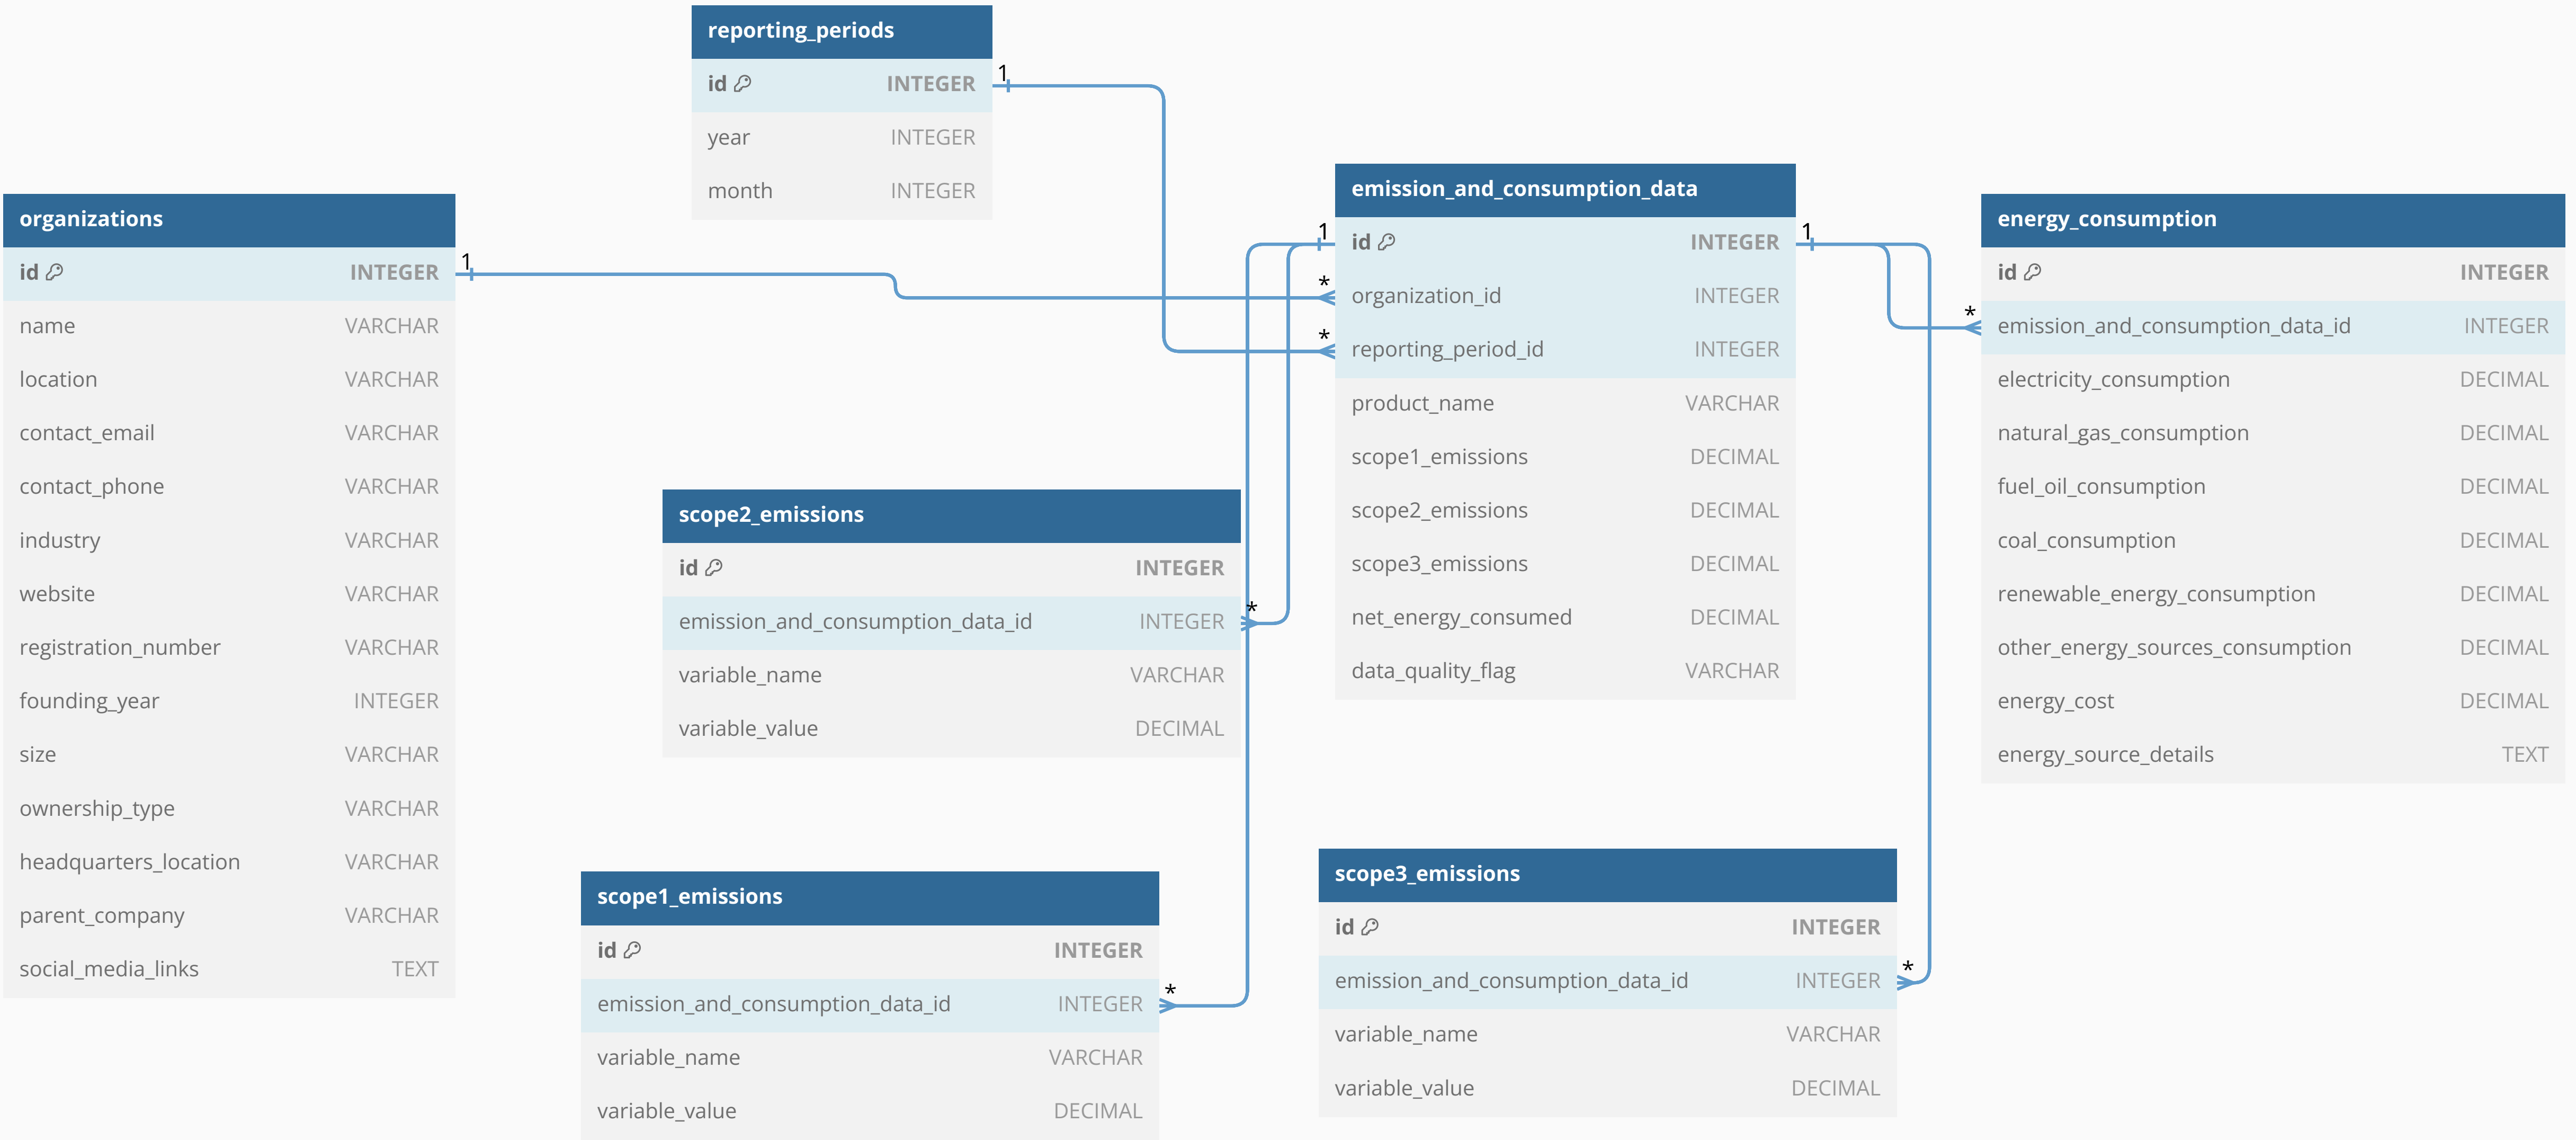 reporting_periods
id INTEGER
year INTEGER
month INTEGER
organizations
id INTEGER
name VARCHAR
location VARCHAR
contact_email VARCHAR
contact_phone VARCHAR
industry VARCHAR
website VARCHAR
registration_number VARCHAR
founding_year INTEGER
size VARCHAR
ownership_type VARCHAR
headquarters_location VARCHAR
parent_company VARCHAR
social_media_links TEXT
emission_and_consumption_data
id INTEGER
organization_id INTEGER
reporting_period_id INTEGER
product_name VARCHAR
scope1_emissions DECIMAL
scope2_emissions DECIMAL
scope3_emissions DECIMAL
net_energy_consumed DECIMAL
data_quality_flag VARCHAR
energy_consumption
id INTEGER
emission_and_consumption_data_id INTEGER
electricity_consumption DECIMAL
natural_gas_consumption DECIMAL
fuel_oil_consumption DECIMAL
coal_consumption DECIMAL
renewable_energy_consumption DECIMAL
other_energy_sources_consumption DECIMAL
energy_cost DECIMAL
energy_source_details TEXT
scope2_emissions
id INTEGER
emission_and_consumption_data_id INTEGER
variable_name VARCHAR
variable_value DECIMAL
scope1_emissions
id INTEGER
emission_and_consumption_data_id INTEGER
variable_name VARCHAR
variable_value DECIMAL
scope3_emissions
id INTEGER
emission_and_consumption_data_id INTEGER
variable_name VARCHAR
variable_value DECIMAL
1
1
1
1
*
*
*
*
*
*